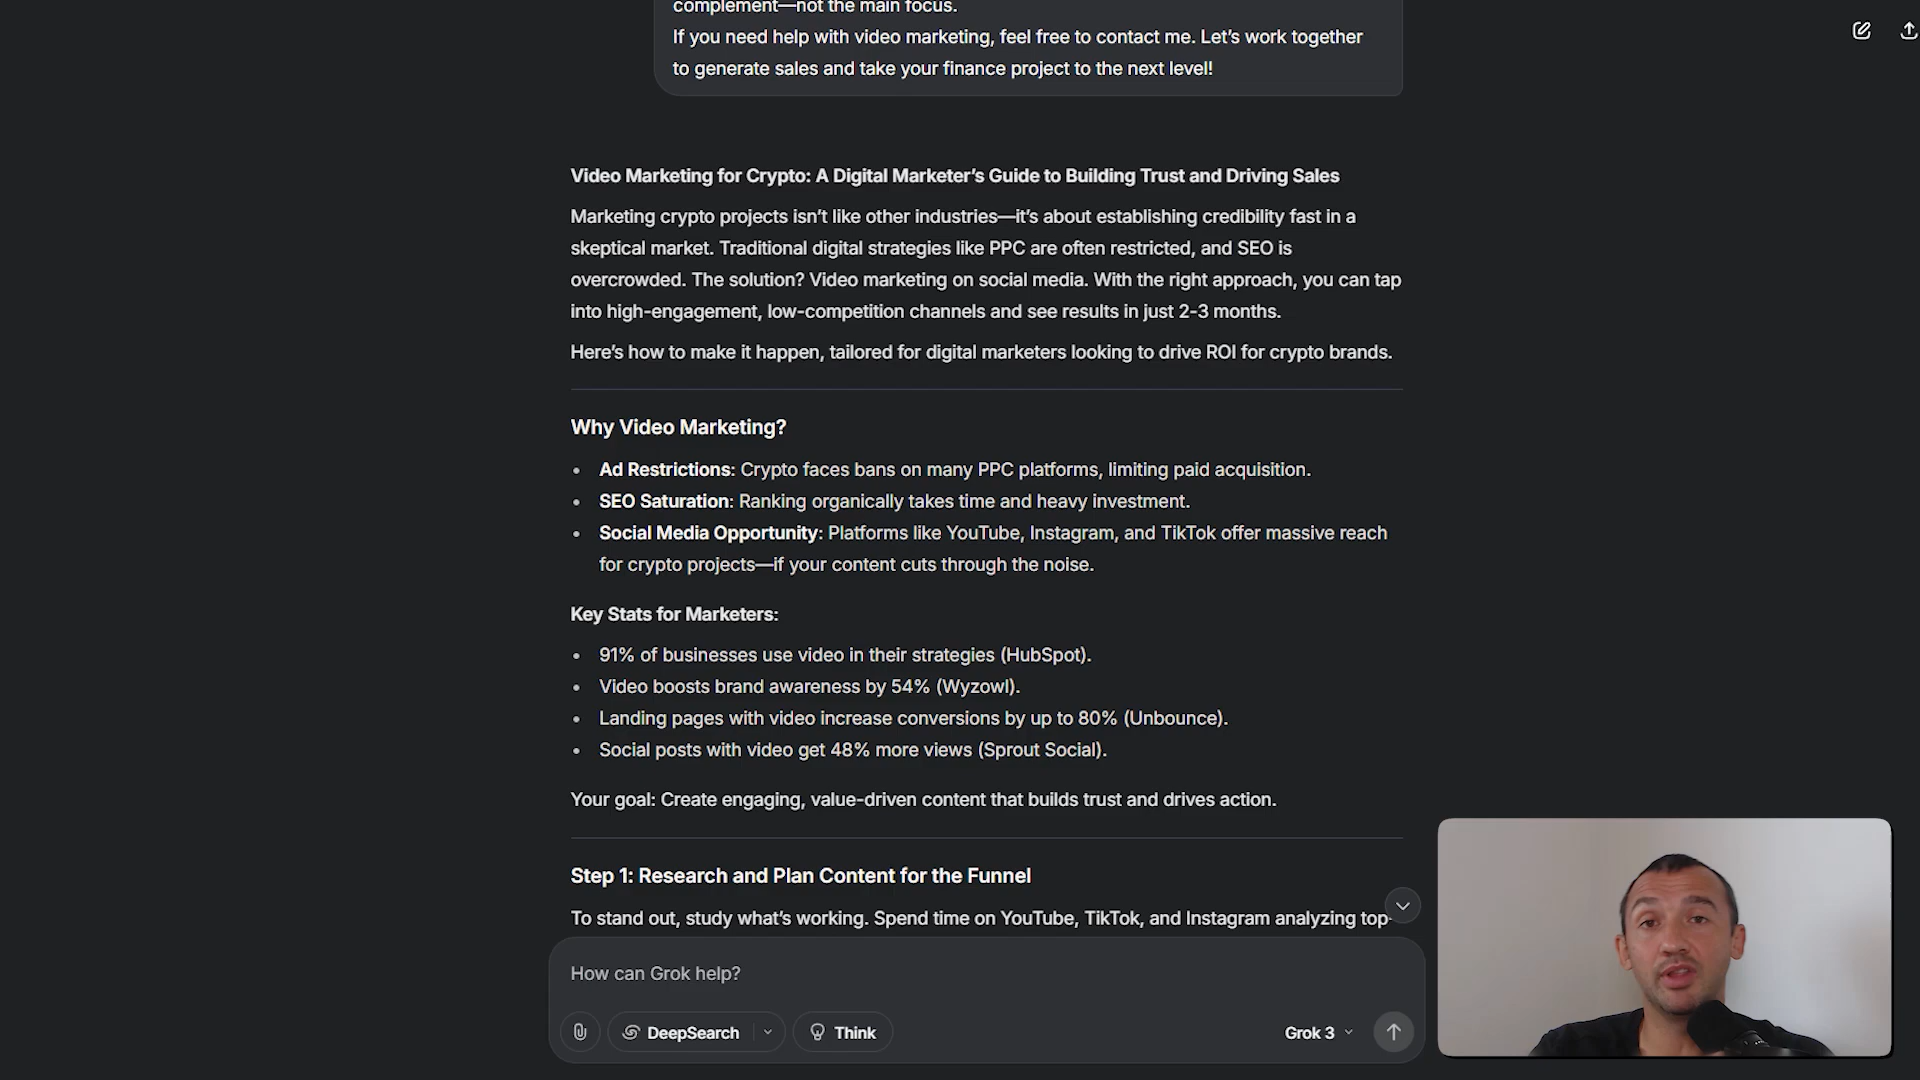 complement—not the main focus.
If you need help with video marketing, feel free to contact me. Let’s work together
to generate sales and take your finance project to the next level!
Video Marketing for Crypto: A Digital Marketer’s Guide to Building Trust and Driving Sales
Marketing crypto projects isn’t like other industries—it’s about establishing credibility fast in a
skeptical market. Traditional digital strategies like PPC are often restricted, and SEO is
overcrowded. The solution? Video marketing on social media. With the right approach, you can tap
into high-engagement, low-competition channels and see results in just 2-3 months.
Here’s how to make it happen, tailored for digital marketers looking to drive ROI for crypto brands.
Why Video Marketing?
• Ad Restrictions: Crypto faces bans on many PPC platforms, limiting paid acquisition.
• SEO Saturation: Ranking organically takes time and heavy investment.
• Social Media Opportunity: Platforms like YouTube, Instagram, and TikTok offer massive reach
for crypto projects—if your content cuts through the noise.
Key Stats for Marketers:
• 91% of businesses use video in their strategies (HubSpot).
• Video boosts brand awareness by 54% (Wyzowl).
• Landing pages with video increase conversions by up to 80% (Unbounce).
• Social posts with video get 48% more views (Sprout Social).
Your goal: Create engaging, value-driven content that builds trust and drives action.
Step 1: Research and Plan Content for the Funnel
To stand out, study what’s working. Spend time on YouTube, TikTok, and Instagram analyzing top-
How can Grok help?
DeepSearch
Think
Grok 3